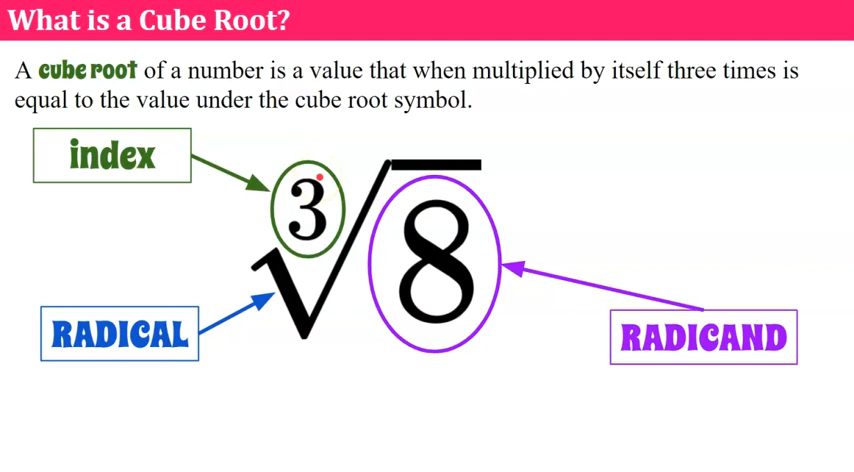 What is a Cube Root?
A cube root of a number is a value that when multiplied by itself three times is
equal to the value under the cube root symbol.
index
3
√8
RADICAL
RADICAND